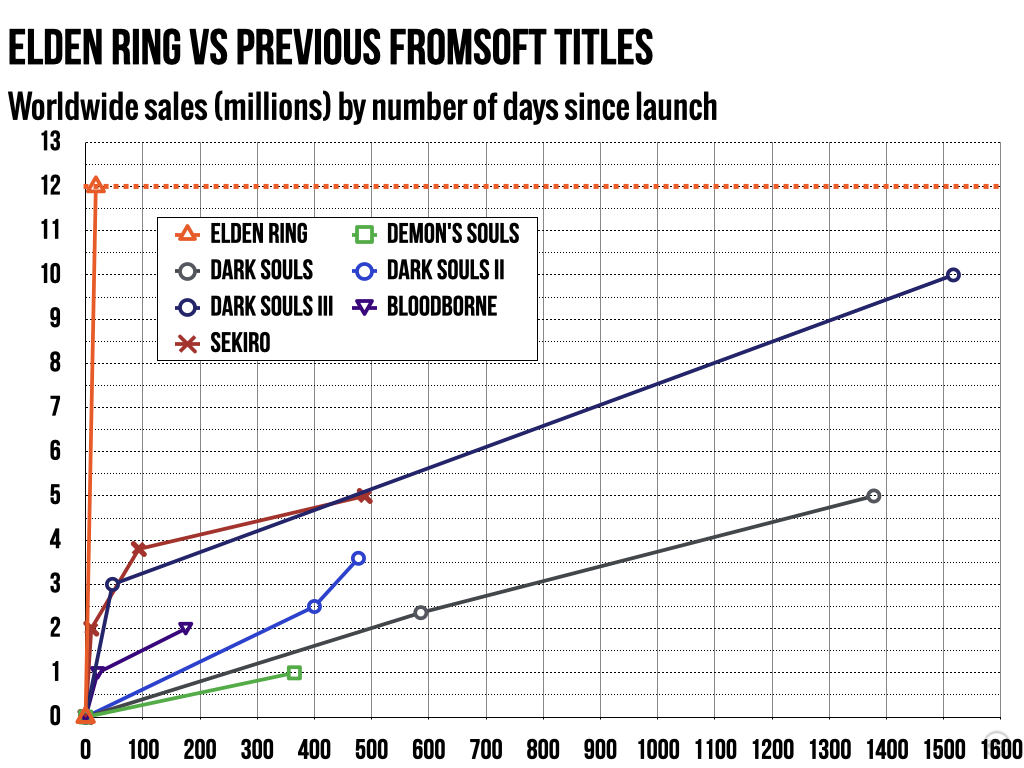 ELDEN RING VS PREVIOUS FROMSOFT TITLES
Worldwide sales (millions) by number of days since launch
13
12
11
10
9
8
7
6
5
4
3
2
1
0
ELDEN RING DEMON'S SOULS
DARK SOULS DARK SOULS II
DARK SOULS III BLOODBORNE
SEKIRO
0 100 200 300 400 500 600 700 800 900 1000 1100 1200 1300 1400 1500 1600